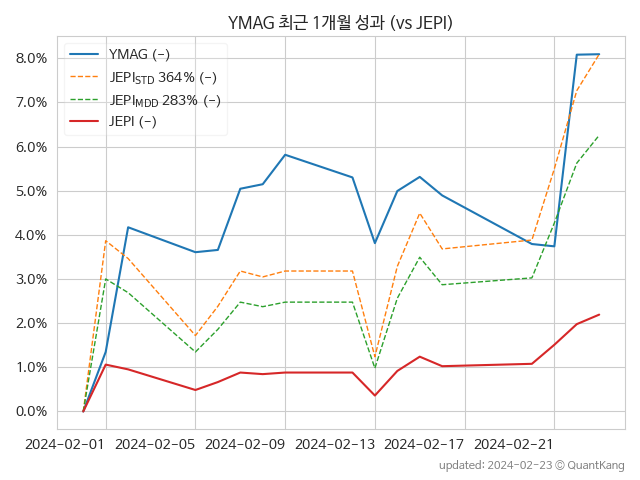 YMAG 최근 1개월 성과 (vs JEPI)
YMAG (-)
JEPI_STD 364% (-)
JEPI_MDD 283% (-)
JEPI (-)
8.0%
7.0%
6.0%
5.0%
4.0%
3.0%
2.0%
1.0%
0.0%
2024-02-01 2024-02-05 2024-02-09 2024-02-13 2024-02-17 2024-02-21
updated: 2024-02-23 © QuantKang